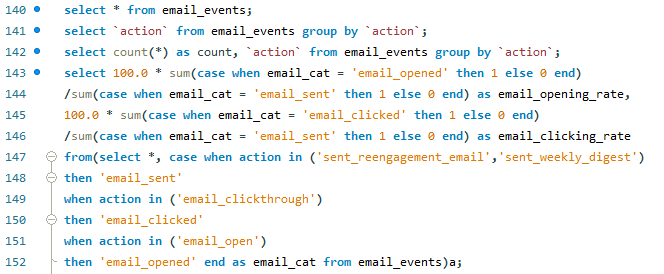 140 select * from email_events;
141 select `action` from email_events group by `action`;
142 select count(*) as count, `action` from email_events group by `action`;
143 select 100.0 * sum(case when email_cat = 'email_opened' then 1 else 0 end)
144 /sum(case when email_cat = 'email_sent' then 1 else 0 end) as email_opening_rate,
145 100.0 * sum(case when email_cat = 'email_clicked' then 1 else 0 end)
146 /sum(case when email_cat = 'email_sent' then 1 else 0 end) as email_clicking_rate
147 from(select *, case when action in ('sent_reengagement_email','sent_weekly_digest')
148 then 'email_sent'
149 when action in ('email_clickthrough')
150 then 'email_clicked'
151 when action in ('email_open')
152 then 'email_opened' end as email_cat from email_events)a;